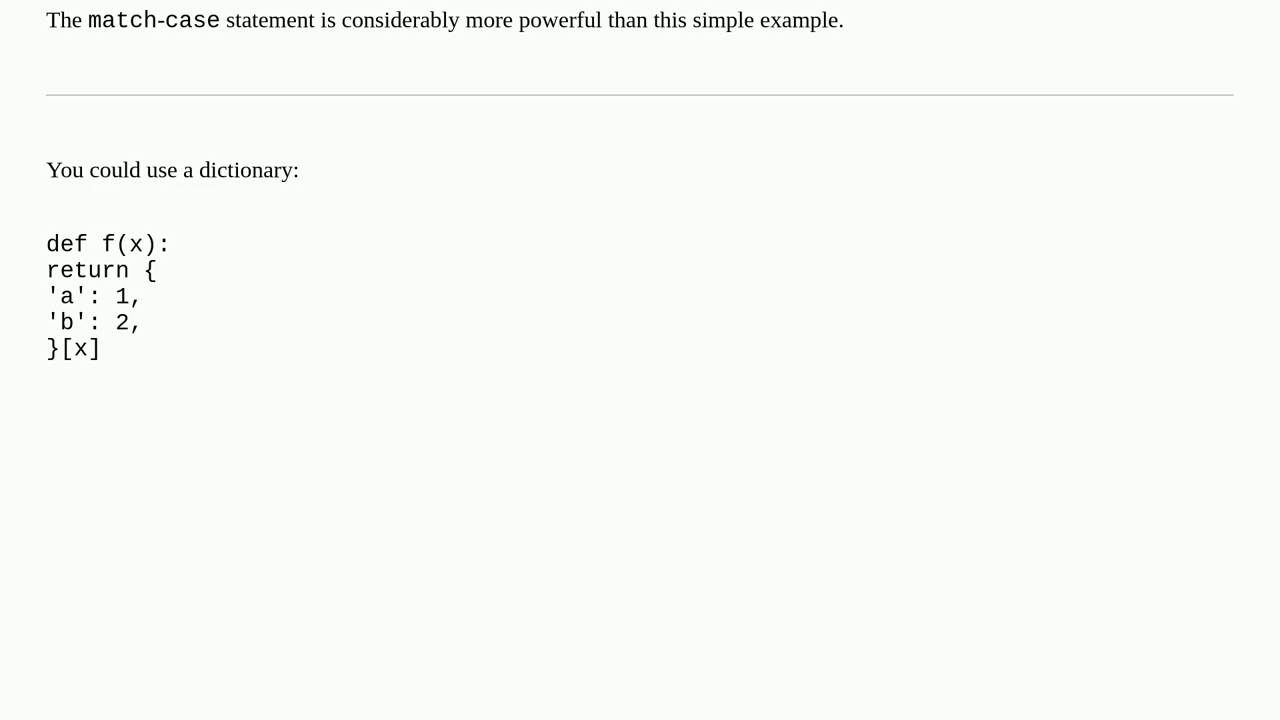 The match-case statement is considerably more powerful than this simple example.
You could use a dictionary:
def f(x):
return {
'a': 1,
'b': 2,
}[x]